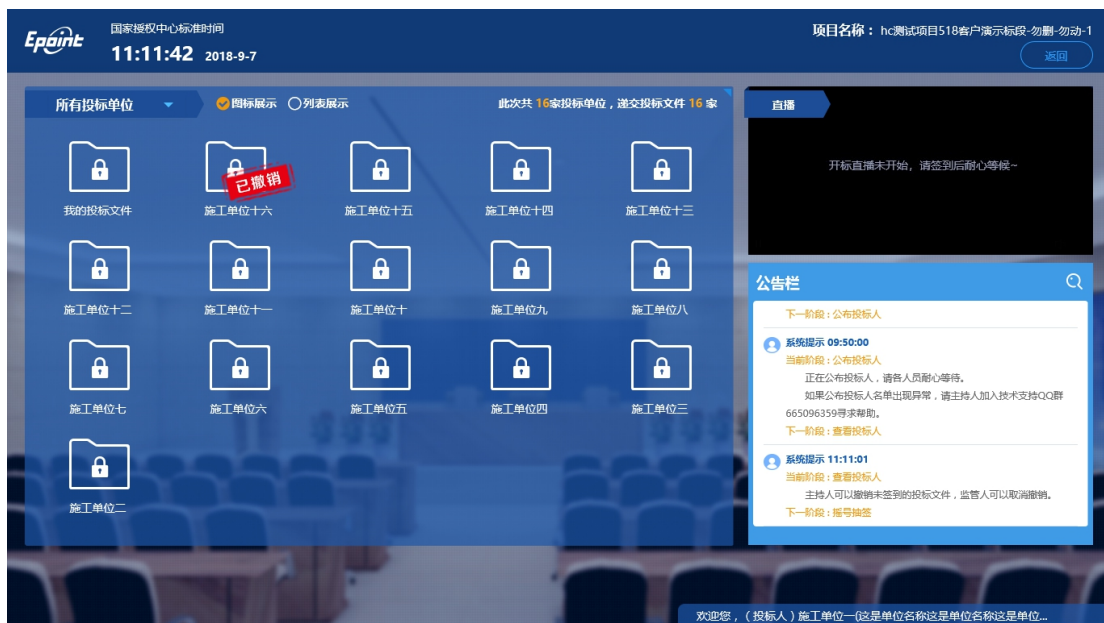 Epoint
国家授权中心标准时间
11:11:42 2018-9-7
项目名称： hc测试项目518客户演示标段-勿删-勿动-1
返回
所有投标单位 图标展示 列表展示 此次共 16家投标单位，递交投标文件 16 家
已撤销
我的投标文件 施工单位十六 施工单位十五 施工单位十四 施工单位十三
施工单位十二 施工单位十一 施工单位十 施工单位九 施工单位八
施工单位七 施工单位六 施工单位五 施工单位四 施工单位三
施工单位二
直播
开标直播未开始，请签到后耐心等候~
公告栏
下一阶段：公布投标人
系统提示 09:50:00
当前阶段：公布投标人
正在公布投标人，请各人员耐心等待。
如果公布投标人名单出现异常，请主持人加入技术支持QQ群
665096359寻求帮助。
下一阶段：查看投标人
系统提示 11:11:01
当前阶段：查看投标人
主持人可以撤销未签到的投标文件，监管人可以取消撤销。
下一阶段：摇号抽签
欢迎您，（投标人）施工单位一(这是单位名称这是单位名称这是单位...